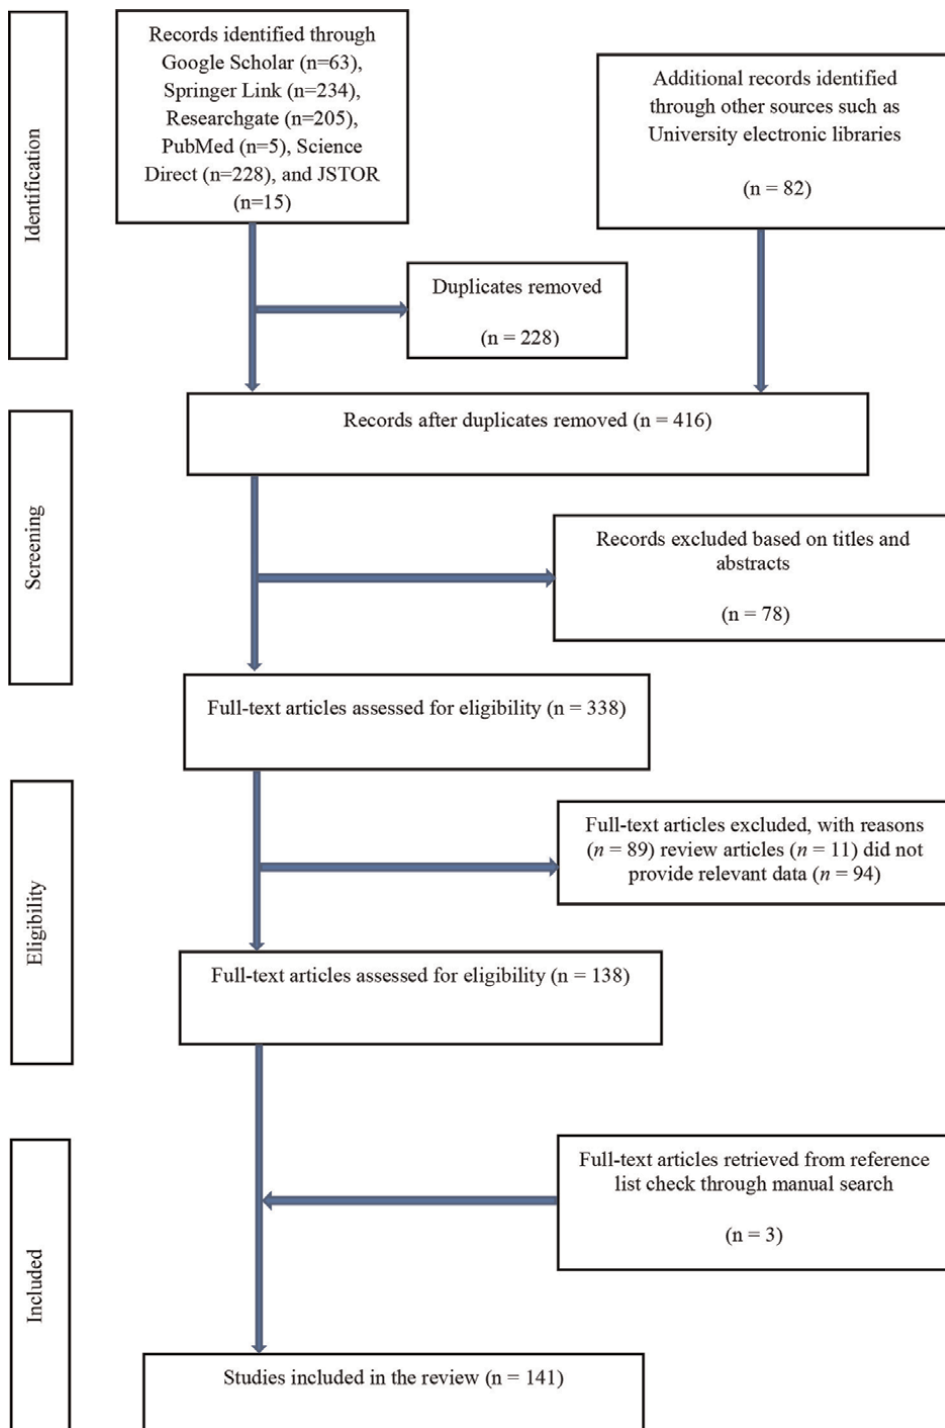 Identification
Records identified through
Google Scholar (n=63),
Springer Link (n=234),
Researchgate (n=205),
PubMed (n=5), Science
Direct (n=228), and JSTOR
(n=15)
Additional records identified
through other sources such as
University electronic libraries
(n = 82)
Duplicates removed
(n = 228)
Records after duplicates removed (n = 416)
Screening
Records excluded based on titles and
abstracts
(n = 78)
Full-text articles assessed for eligibility (n = 338)
Eligibility
Full-text articles excluded, with reasons
(n = 89) review articles (n = 11) did not
provide relevant data (n = 94)
Full-text articles assessed for eligibility (n = 138)
Included
Full-text articles retrieved from reference
list check through manual search
(n = 3)
Studies included in the review (n = 141)